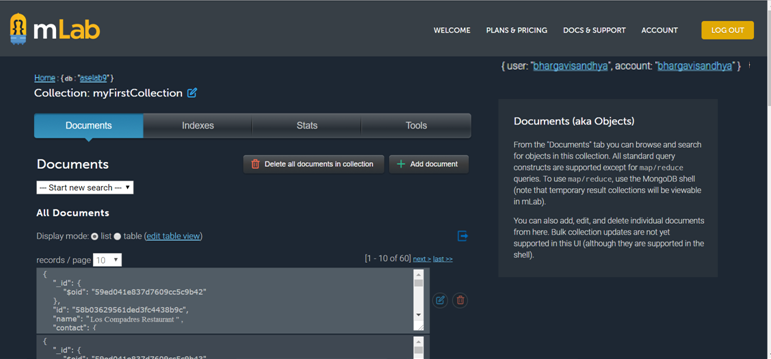 mLab
WELCOME PLANS & PRICING DOCS & SUPPORT ACCOUNT LOG OUT
Home : { db : "eselab9" }
{ user: "bhargavisandhya", account: "bhargavisandhya" }
Collection: myFirstCollection
Documents Indexes Stats Tools
Documents
Delete all documents in collection
Add document
--- Start new search ---
All Documents
Display mode: list table (edit table view)
records / page 10
[1 - 10 of 60] next > last >>
{
"_id": {
"$oid": "59ed041e837d7609cc5c9b42"
},
"id": "58b03629561ded3fc4438b9c",
"name": "Los Compadres Restaurant " ,
"contact": {
{
"_id": {
"$oid": "59ed041e837d7609cc5c9b43"
Documents (aka Objects)
From the "Documents" tab you can browse and search
for objects in this collection. All standard query
constructs are supported except for map/reduce
queries. To use map/reduce, use the MongoDB shell
(note that temporary result collections will be viewable
in mLab).
You can also add, edit, and delete individual documents
from here. Bulk collection updates are not yet
supported in this UI (although they are supported in the
shell).